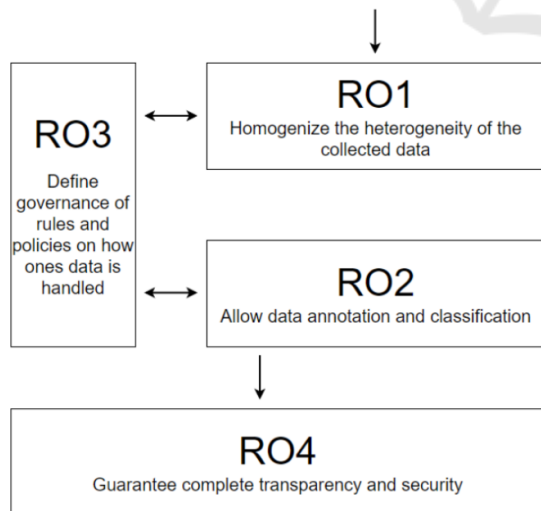 RO1
Homogenize the heterogeneity of the
collected data
RO3
Define
governance of
rules and
policies on how
ones data is
handled
RO2
Allow data annotation and classification
RO4
Guarantee complete transparency and security